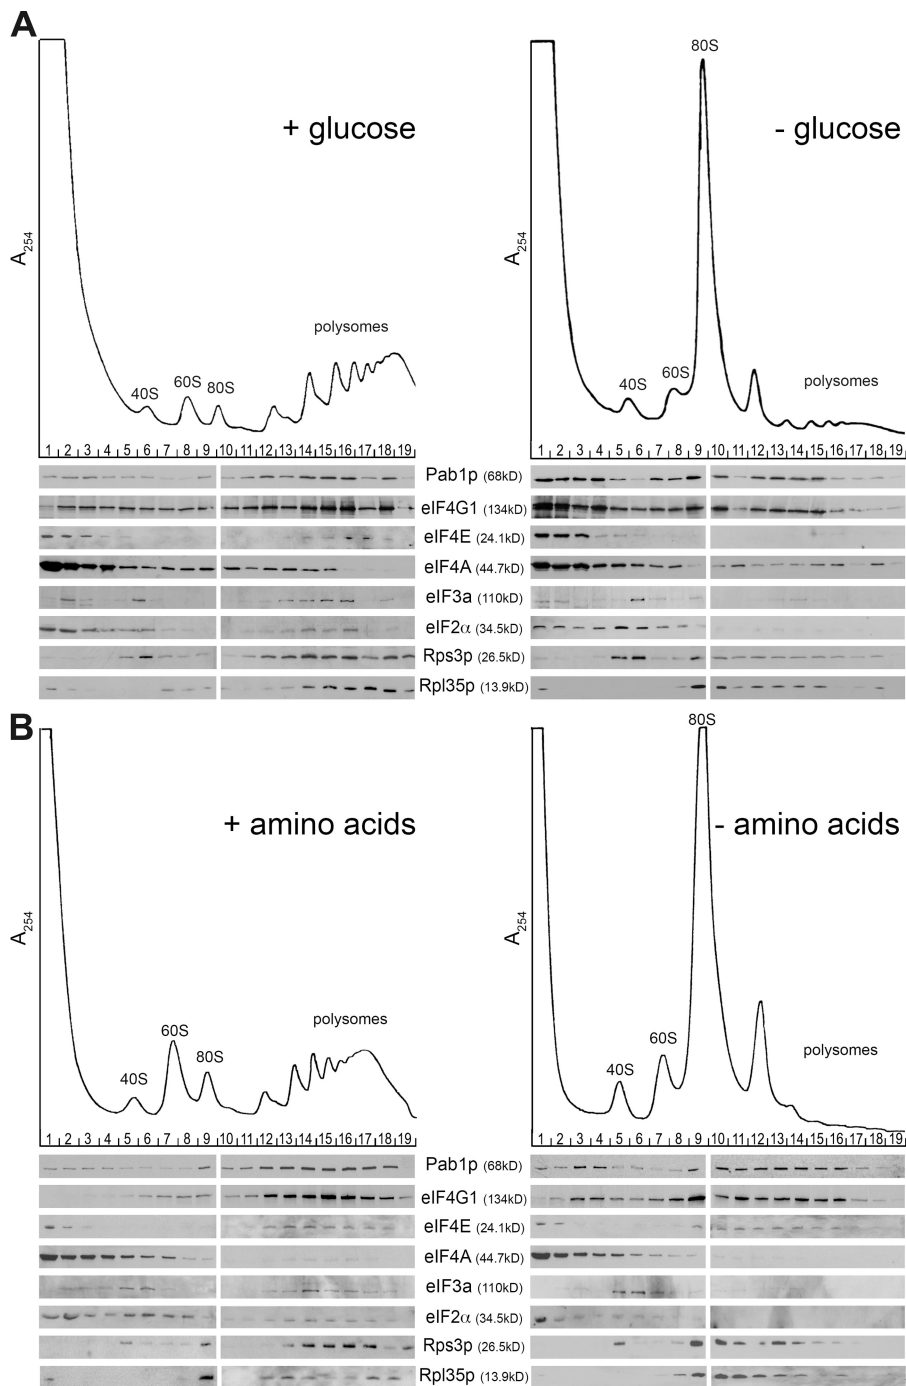 A
80S
+ glucose
- glucose
A254
A254
polysomes
40S
60S
80S
40S
60S
polysomes
1 2 3 4 5 6 7 8 9 10 11 12 13 14 15 16 17 18 19
1 2 3 4 5 6 7 8 9 10 11 12 13 14 15 16 17 18 19
Pab1p (68kD)
eIF4G1 (134kD)
eIF4E (24.1kD)
eIF4A (44.7kD)
eIF3a (110kD)
eIF2α (34.5kD)
Rps3p (26.5kD)
Rpl35p (13.9kD)
B
80S
+ amino acids
- amino acids
A254
A254
polysomes
40S
60S
80S
40S
60S
polysomes
1 2 3 4 5 6 7 8 9 10 11 12 13 14 15 16 17 18 19
1 2 3 4 5 6 7 8 9 10 11 12 13 14 15 16 17 18 19
Pab1p (68kD)
eIF4G1 (134kD)
eIF4E (24.1kD)
eIF4A (44.7kD)
eIF3a (110kD)
eIF2α (34.5kD)
Rps3p (26.5kD)
Rpl35p (13.9kD)